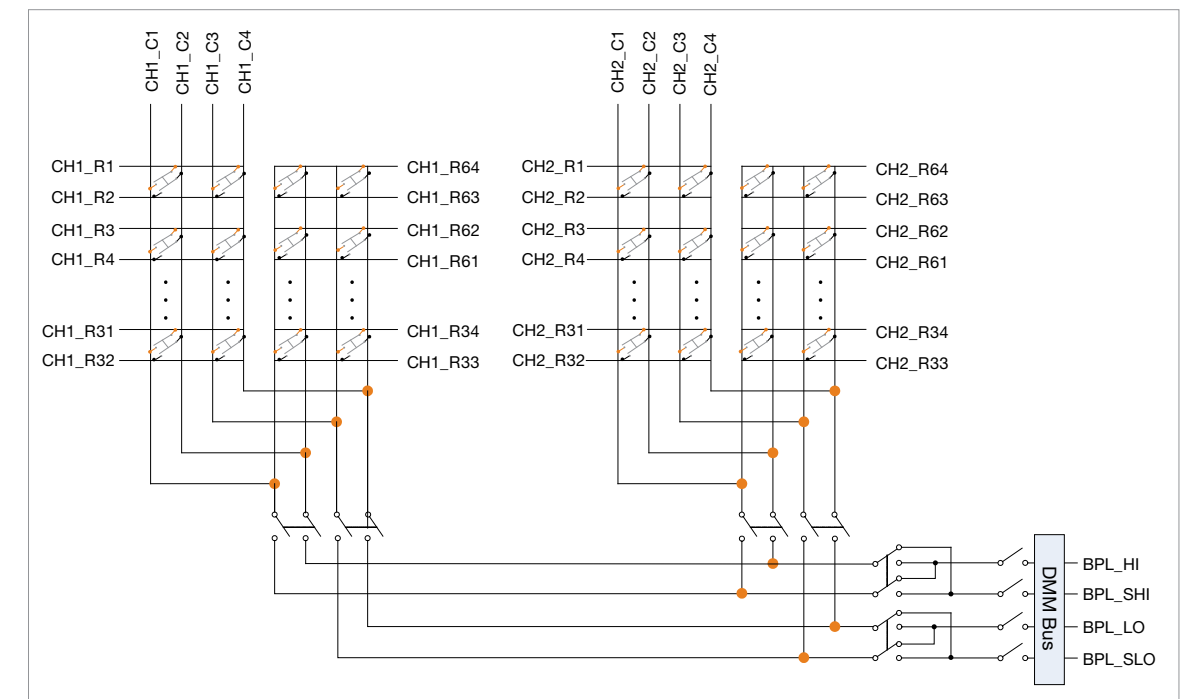 CH1_C1
CH1_C2
CH1_C3
CH1_C4
CH2_C1
CH2_C2
CH2_C3
CH2_C4
CH1_R1
CH1_R64
CH2_R1
CH2_R64
CH1_R2
CH1_R63
CH2_R2
CH2_R63
CH1_R3
CH1_R62
CH2_R3
CH2_R62
CH1_R4
CH1_R61
CH2_R4
CH2_R61
CH1_R31
CH1_R34
CH2_R31
CH2_R34
CH1_R32
CH1_R33
CH2_R32
CH2_R33
DMM Bus
BPL_HI
BPL_SHI
BPL_LO
BPL_SLO